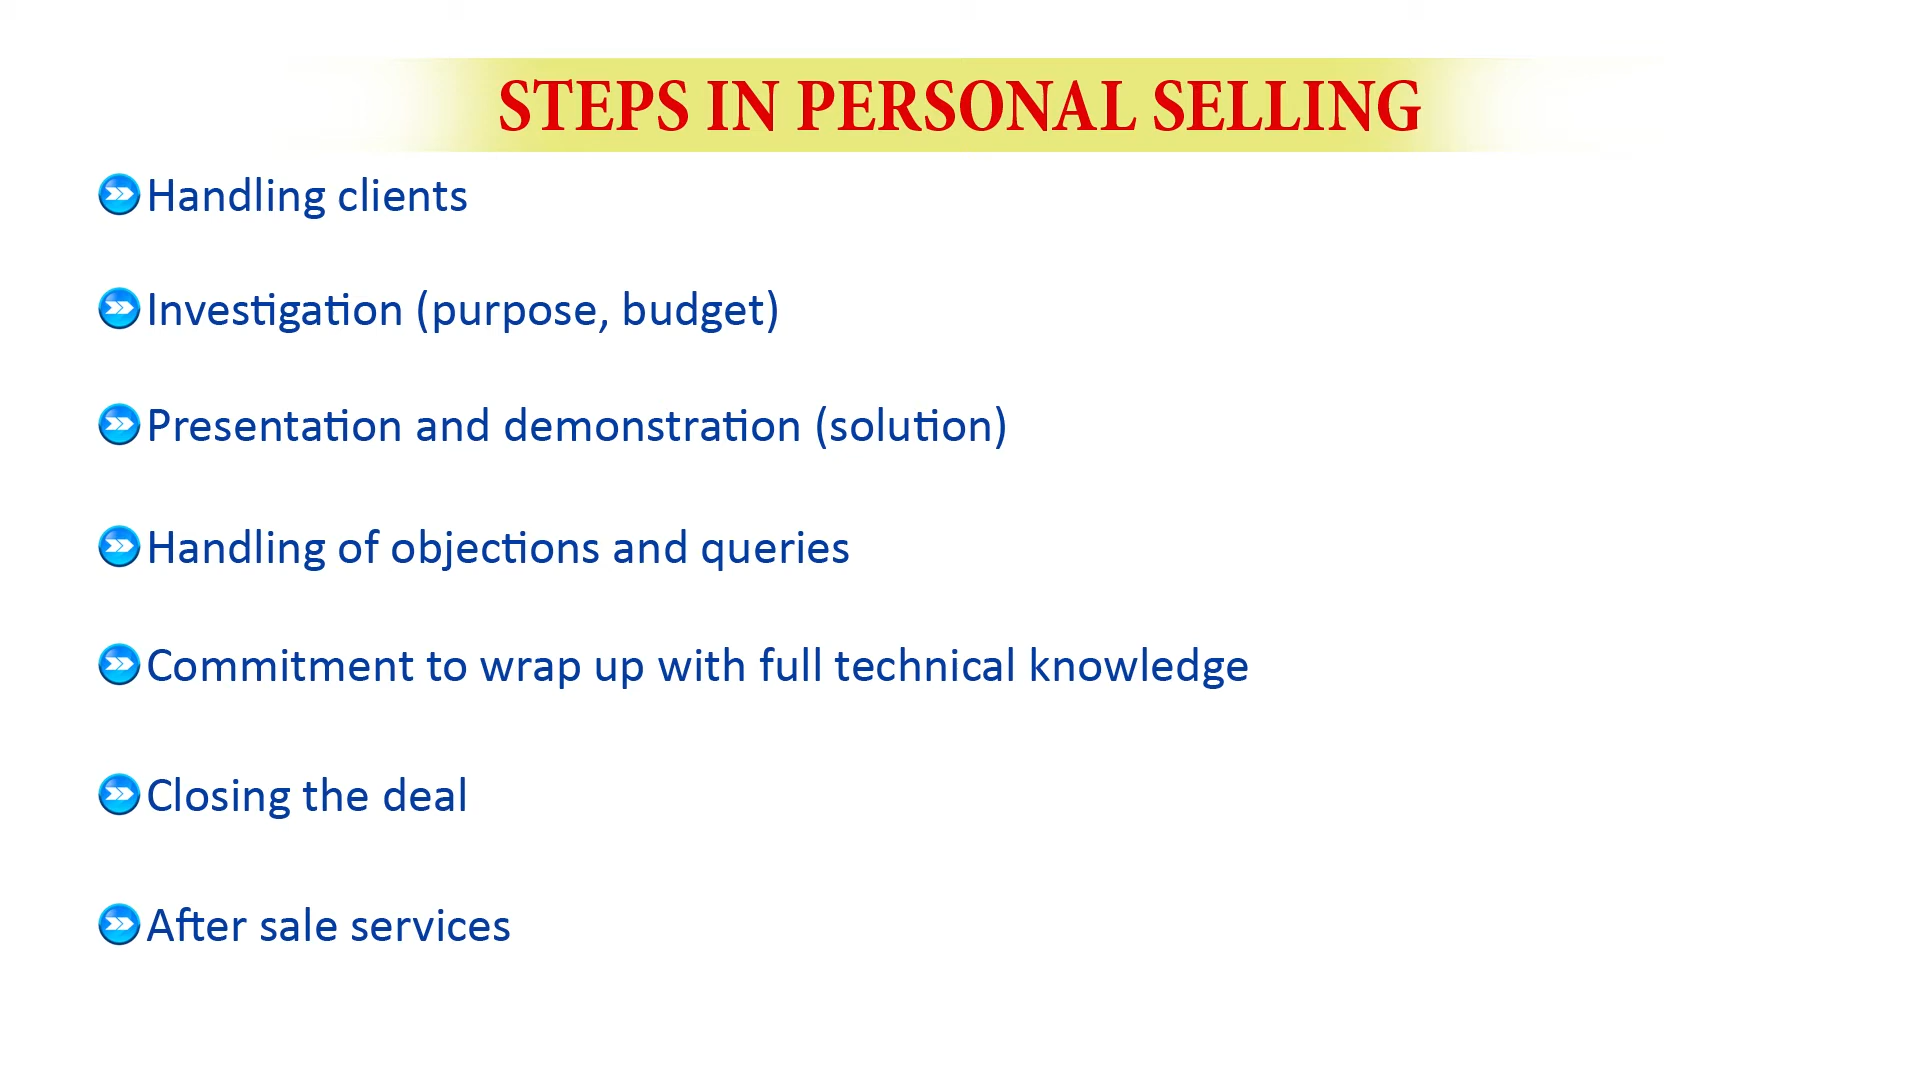 STEPS IN PERSONAL SELLING
Handling clients
Investigation (purpose, budget)
Presentation and demonstration (solution)
Handling of objections and queries
Commitment to wrap up with full technical knowledge
Closing the deal
After sale services